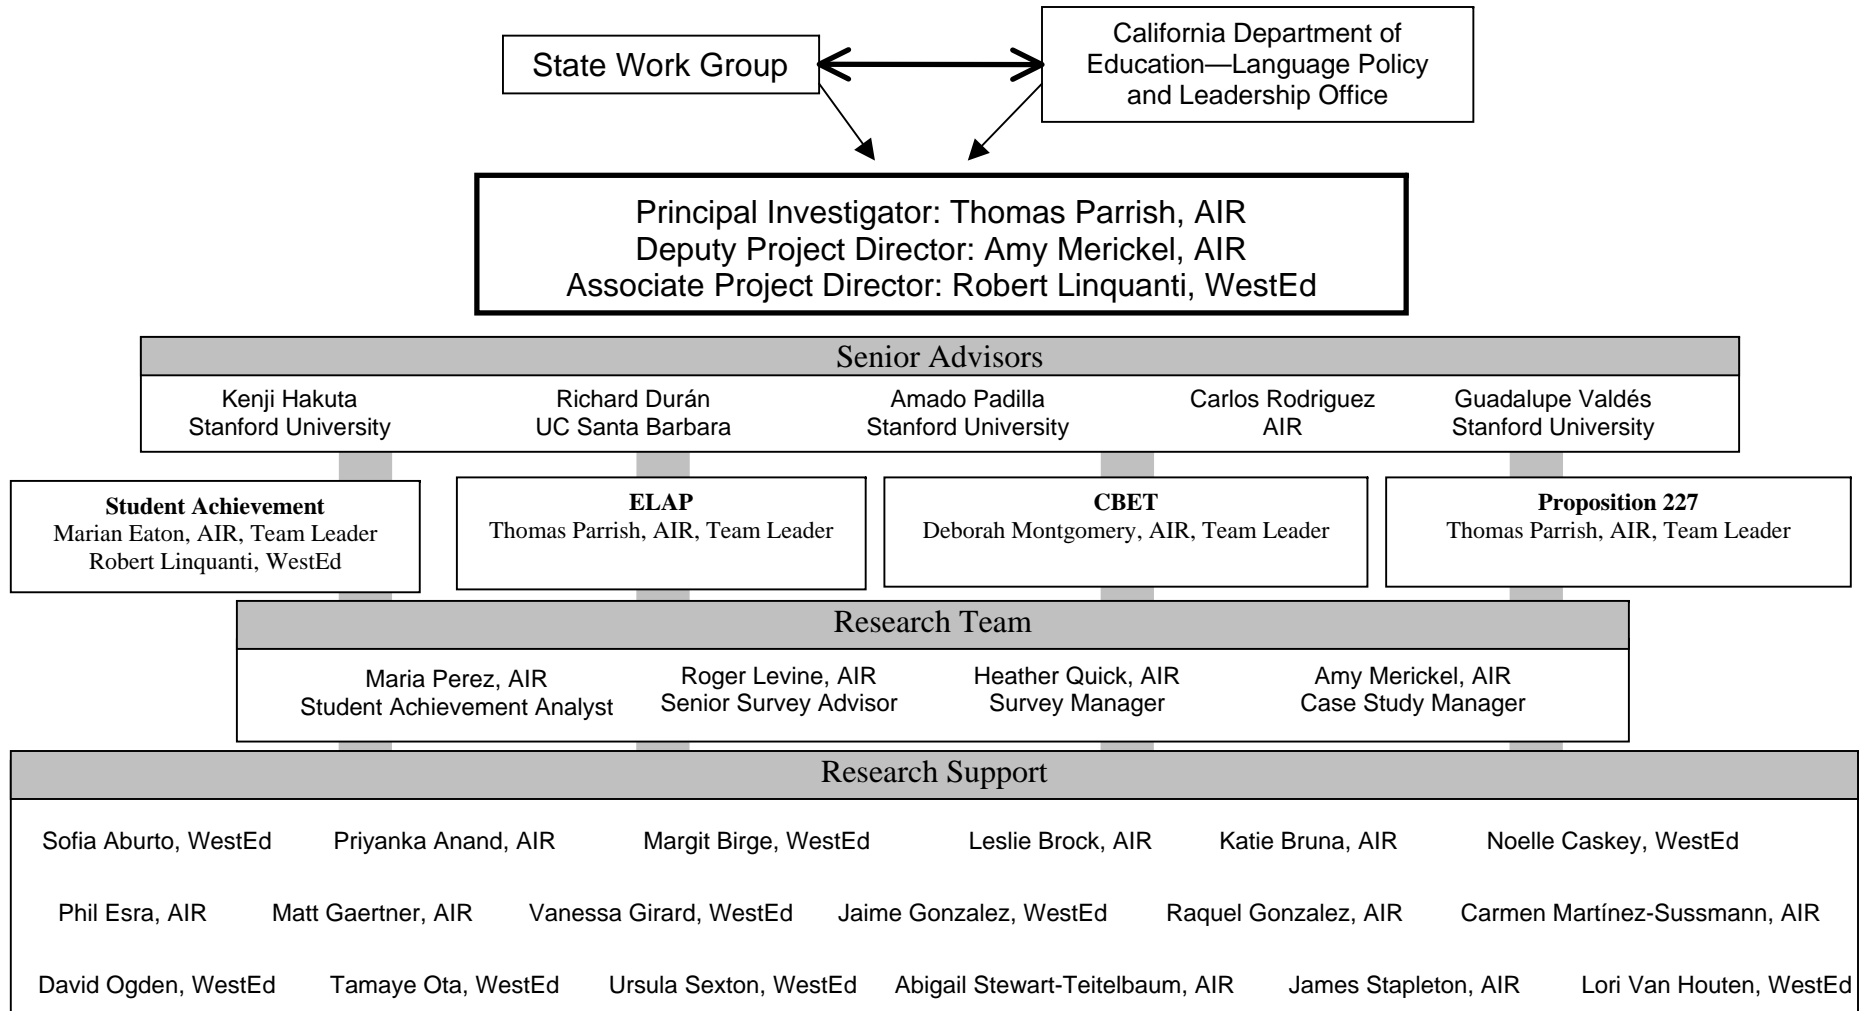 State Work Group
California Department of
Education—Language Policy
and Leadership Office
Principal Investigator: Thomas Parrish, AIR
Deputy Project Director: Amy Merickel, AIR
Associate Project Director: Robert Linquanti, WestEd
Senior Advisors
Kenji Hakuta
Stanford University
Richard Durán
UC Santa Barbara
Amado Padilla
Stanford University
Carlos Rodriguez
AIR
Guadalupe Valdés
Stanford University
Student Achievement
Marian Eaton, AIR, Team Leader
Robert Linquanti, WestEd
ELAP
Thomas Parrish, AIR, Team Leader
CBET
Deborah Montgomery, AIR, Team Leader
Proposition 227
Thomas Parrish, AIR, Team Leader
Research Team
Maria Perez, AIR
Student Achievement Analyst
Roger Levine, AIR
Senior Survey Advisor
Heather Quick, AIR
Survey Manager
Amy Merickel, AIR
Case Study Manager
Research Support
Sofia Aburto, WestEd Priyanka Anand, AIR Margit Birge, WestEd Leslie Brock, AIR Katie Bruna, AIR Noelle Caskey, WestEd
Phil Esra, AIR Matt Gaertner, AIR Vanessa Girard, WestEd Jaime Gonzalez, WestEd Raquel Gonzalez, AIR Carmen Martínez-Sussmann, AIR
David Ogden, WestEd Tamaye Ota, WestEd Ursula Sexton, WestEd Abigail Stewart-Teitelbaum, AIR James Stapleton, AIR Lori Van Houten, WestEd